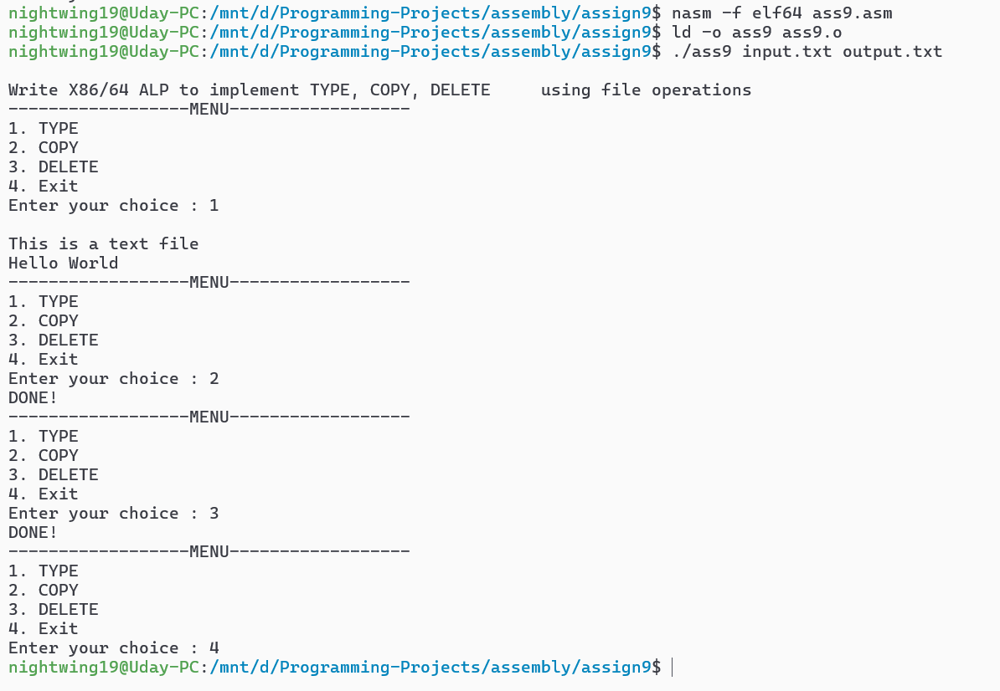 nightwing19@Uday-PC:/mnt/d/Programming-Projects/assembly/assign9$ nasm -f elf64 ass9.asm
nightwing19@Uday-PC:/mnt/d/Programming-Projects/assembly/assign9$ ld -o ass9 ass9.o
nightwing19@Uday-PC:/mnt/d/Programming-Projects/assembly/assign9$ ./ass9 input.txt output.txt
Write X86/64 ALP to implement TYPE, COPY, DELETE     using file operations
------------------MENU------------------
1. TYPE
2. COPY
3. DELETE
4. Exit
Enter your choice : 1
This is a text file
Hello World
------------------MENU------------------
1. TYPE
2. COPY
3. DELETE
4. Exit
Enter your choice : 2
DONE!
------------------MENU------------------
1. TYPE
2. COPY
3. DELETE
4. Exit
Enter your choice : 3
DONE!
------------------MENU------------------
1. TYPE
2. COPY
3. DELETE
4. Exit
Enter your choice : 4
nightwing19@Uday-PC:/mnt/d/Programming-Projects/assembly/assign9$